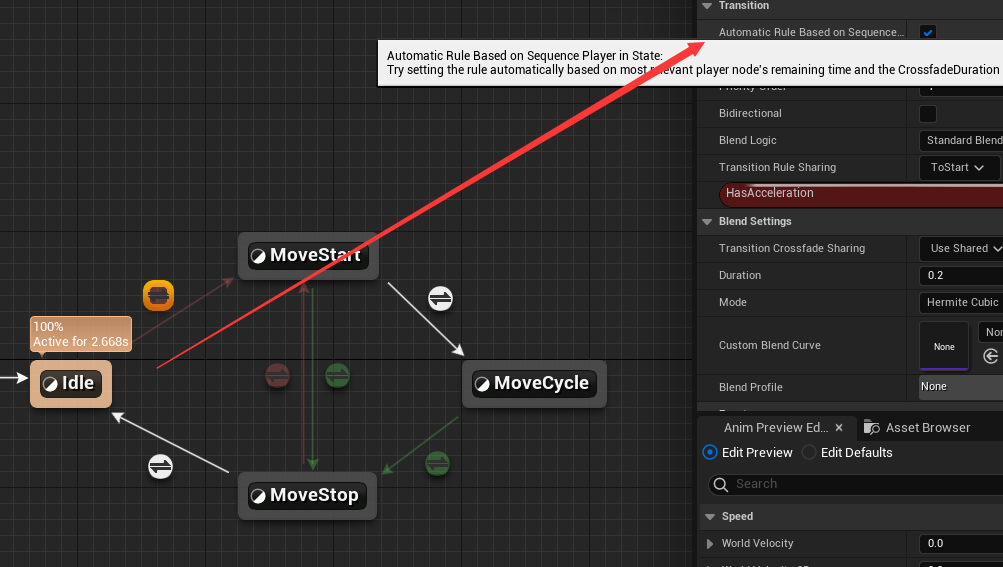 Transition
Automatic Rule Based on Sequence...
Automatic Rule Based on Sequence Player in State:
Try setting the rule automatically based on most relevant player node's remaining time and the CrossfadeDuration
Priority Order
Bidirectional
Blend Logic
Standard Blend
Transition Rule Sharing
ToStart
HasAcceleration
Blend Settings
MoveStart
Transition Crossfade Sharing
Use Shared
Duration
0.2
Mode
Hermite Cubic
100%
Active for 2.668s
Custom Blend Curve
None
Idle
MoveCycle
Blend Profile
None
Anim Preview Ed...
Asset Browser
Edit Preview
Edit Defaults
Search
MoveStop
Speed
World Velocity
0.0